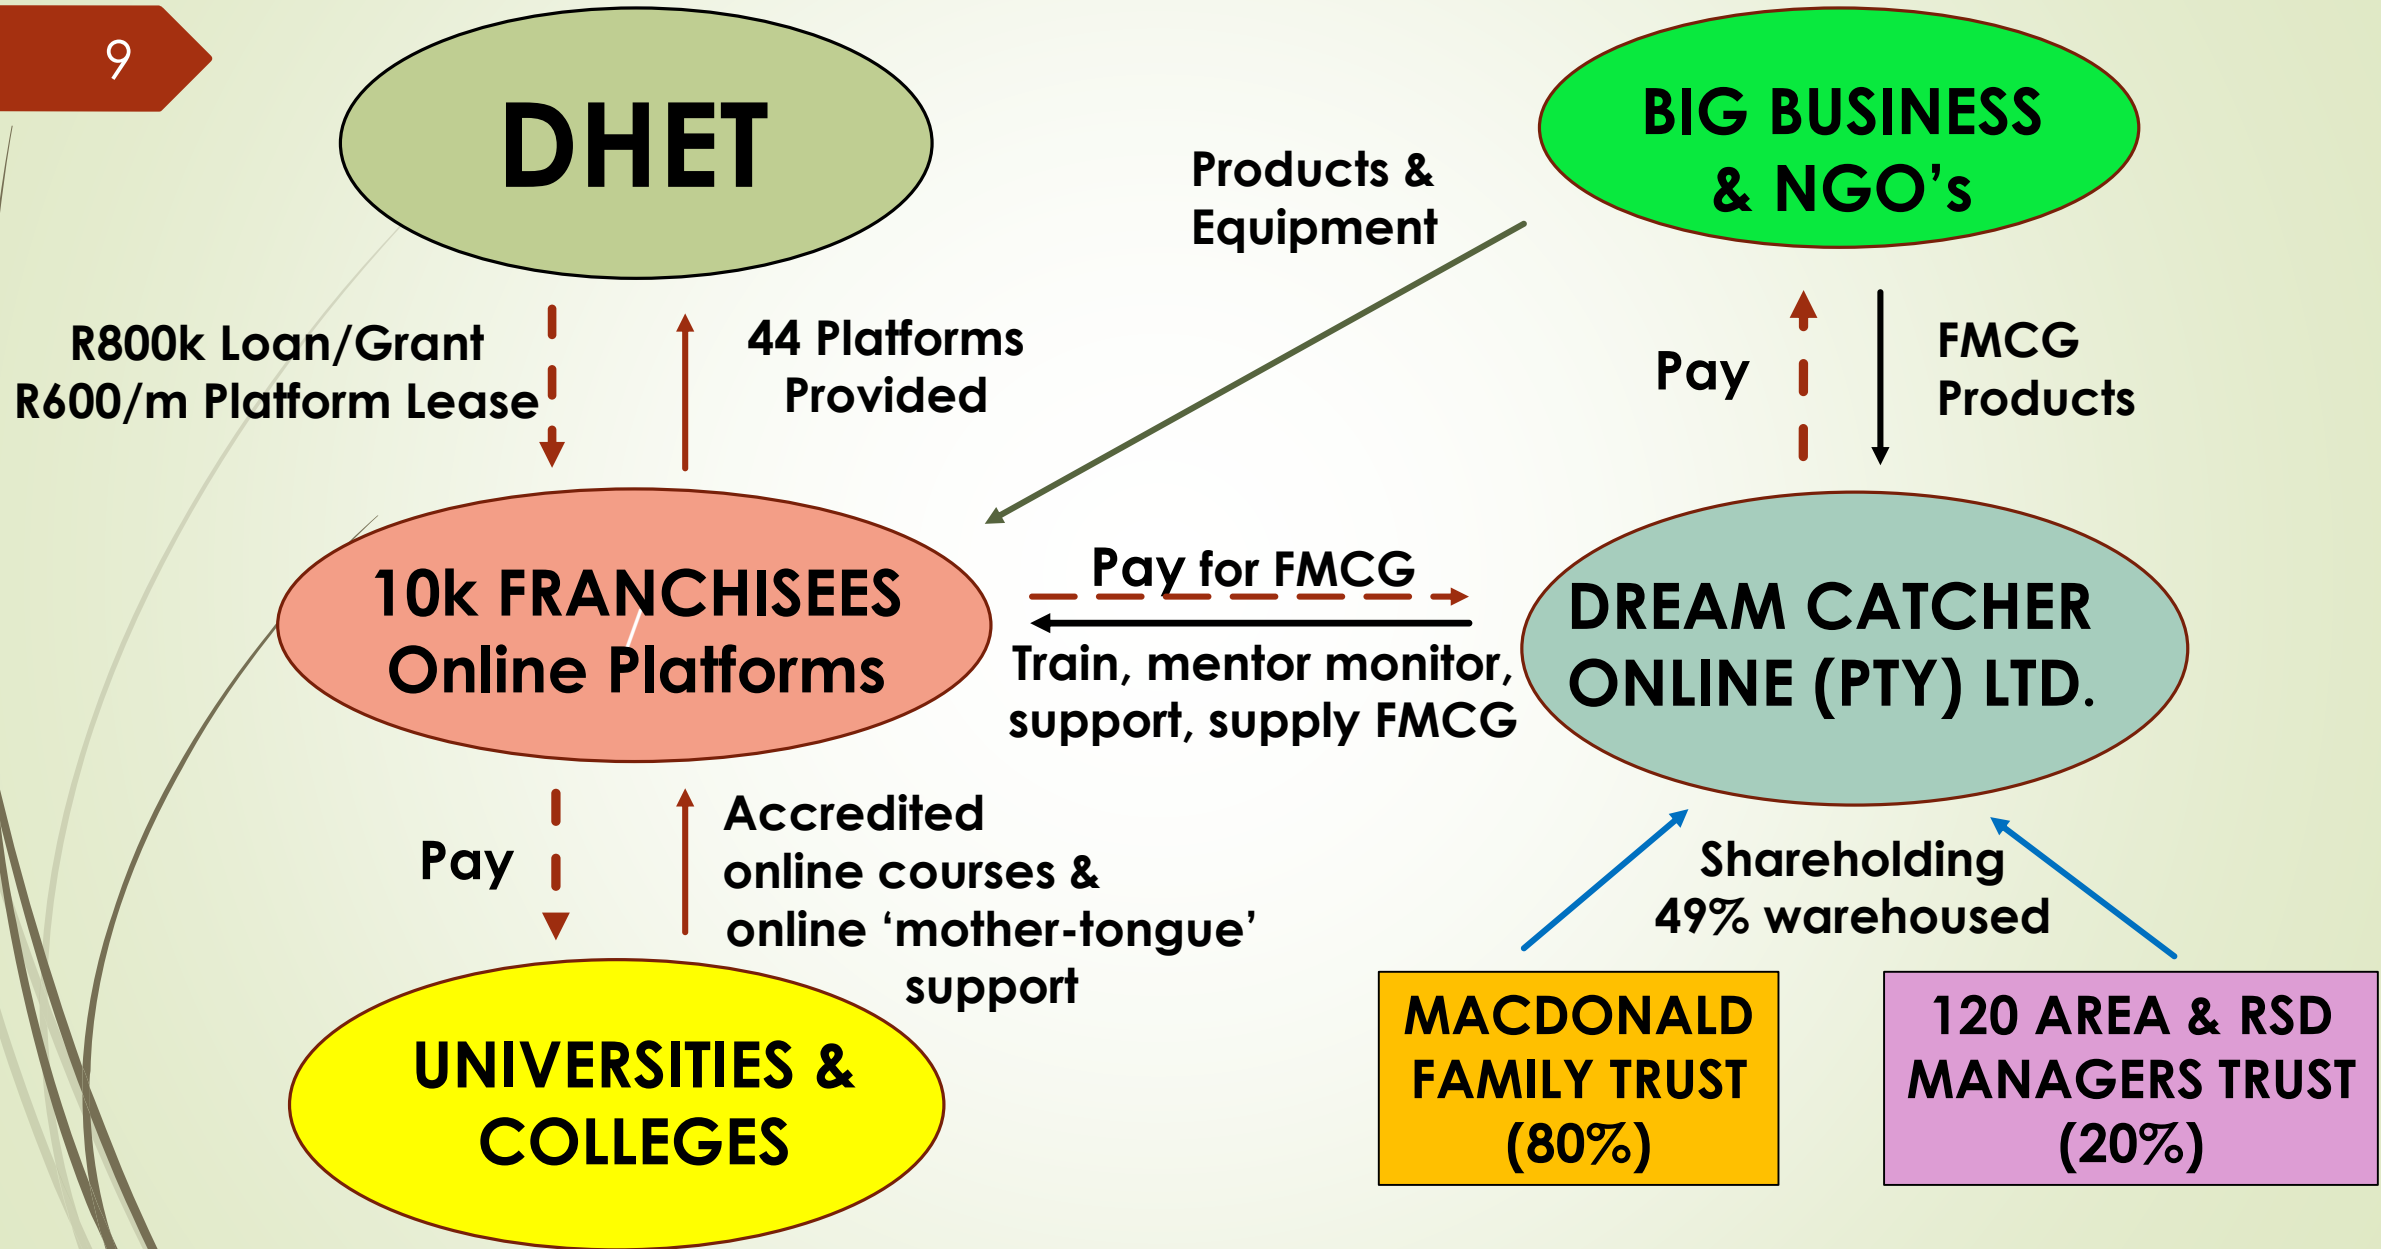 9
DHET
BIG BUSINESS
& NGO’s
Products &
Equipment
R800k Loan/Grant
R600/m Platform Lease
44 Platforms
Provided
Pay
FMCG
Products
10k FRANCHISEES
Online Platforms
Pay for FMCG
Train, mentor monitor,
support, supply FMCG
DREAM CATCHER
ONLINE (PTY) LTD.
Pay
Accredited
online courses &
online ‘mother-tongue’
support
Shareholding
49% warehoused
UNIVERSITIES &
COLLEGES
MACDONALD
FAMILY TRUST
(80%)
120 AREA & RSD
MANAGERS TRUST
(20%)